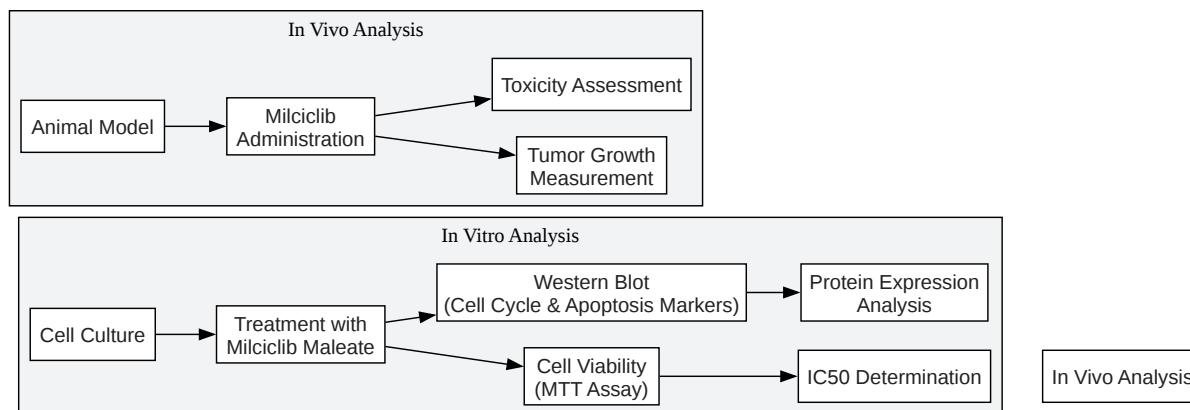 In Vivo Analysis
Animal Model
Milciclib
Administration
Toxicity Assessment
Tumor Growth
Measurement
In Vitro Analysis
Cell Culture
Treatment with
Milciclib Maleate
Western Blot
(Cell Cycle & Apoptosis Markers)
Protein Expression
Analysis
Cell Viability
(MTT Assay)
IC50 Determination
In Vivo Analysis